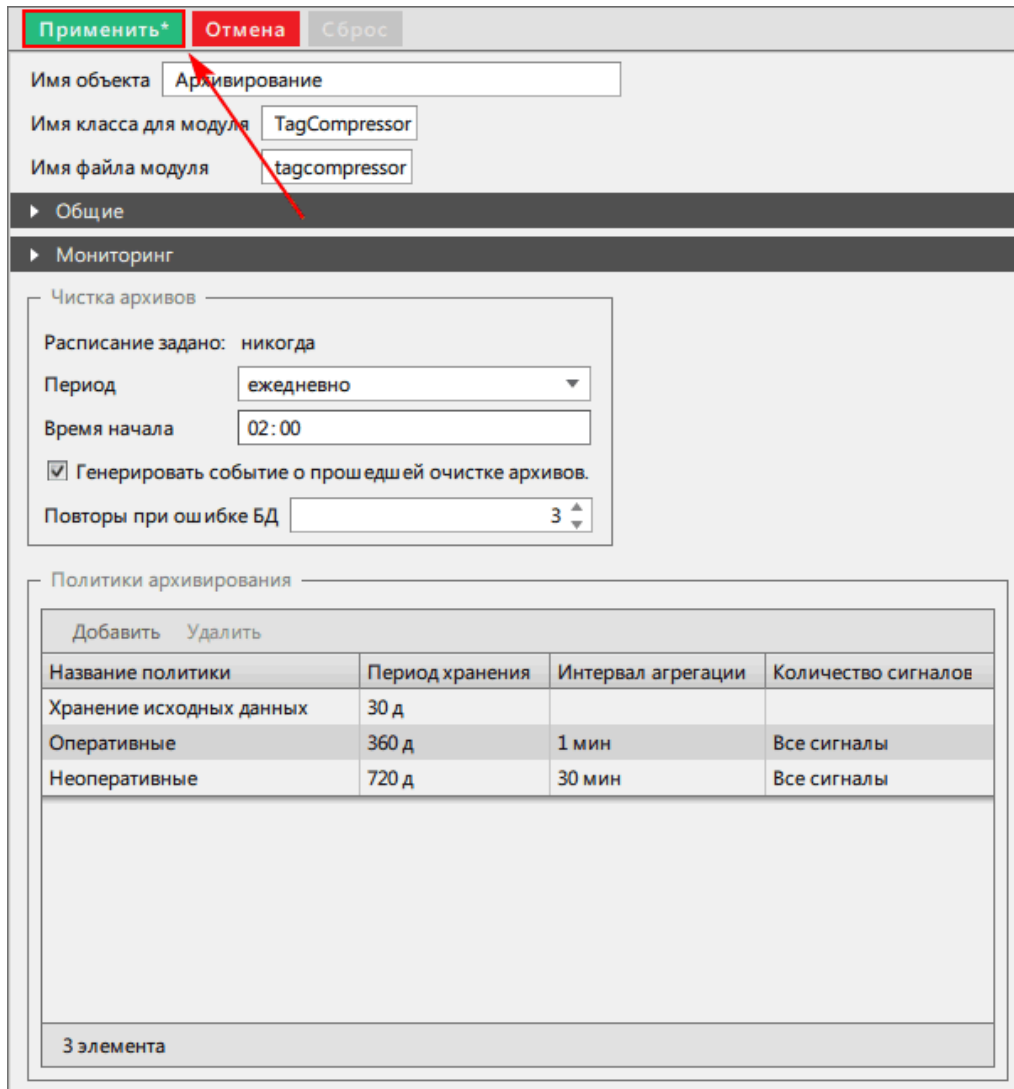 Применить* Отмена Сброс
Имя объекта Архивирование
Имя класса для модуля TagCompressor
Имя файла модуля tagcompressor
Общие
Мониторинг
Чистка архивов
Расписание задано: никогда
Период ежедневно
Время начала 02:00
Генерировать событие о прошедшей очистке архивов.
Повторы при ошибке БД 3
Политики архивирования
Добавить Удалить
Название политики Период хранения Интервал агрегации Количество сигналов
Хранение исходных данных 30 д
Оперативные 360 д 1 мин Все сигналы
Неоперативные 720 д 30 мин Все сигналы
3 элемента